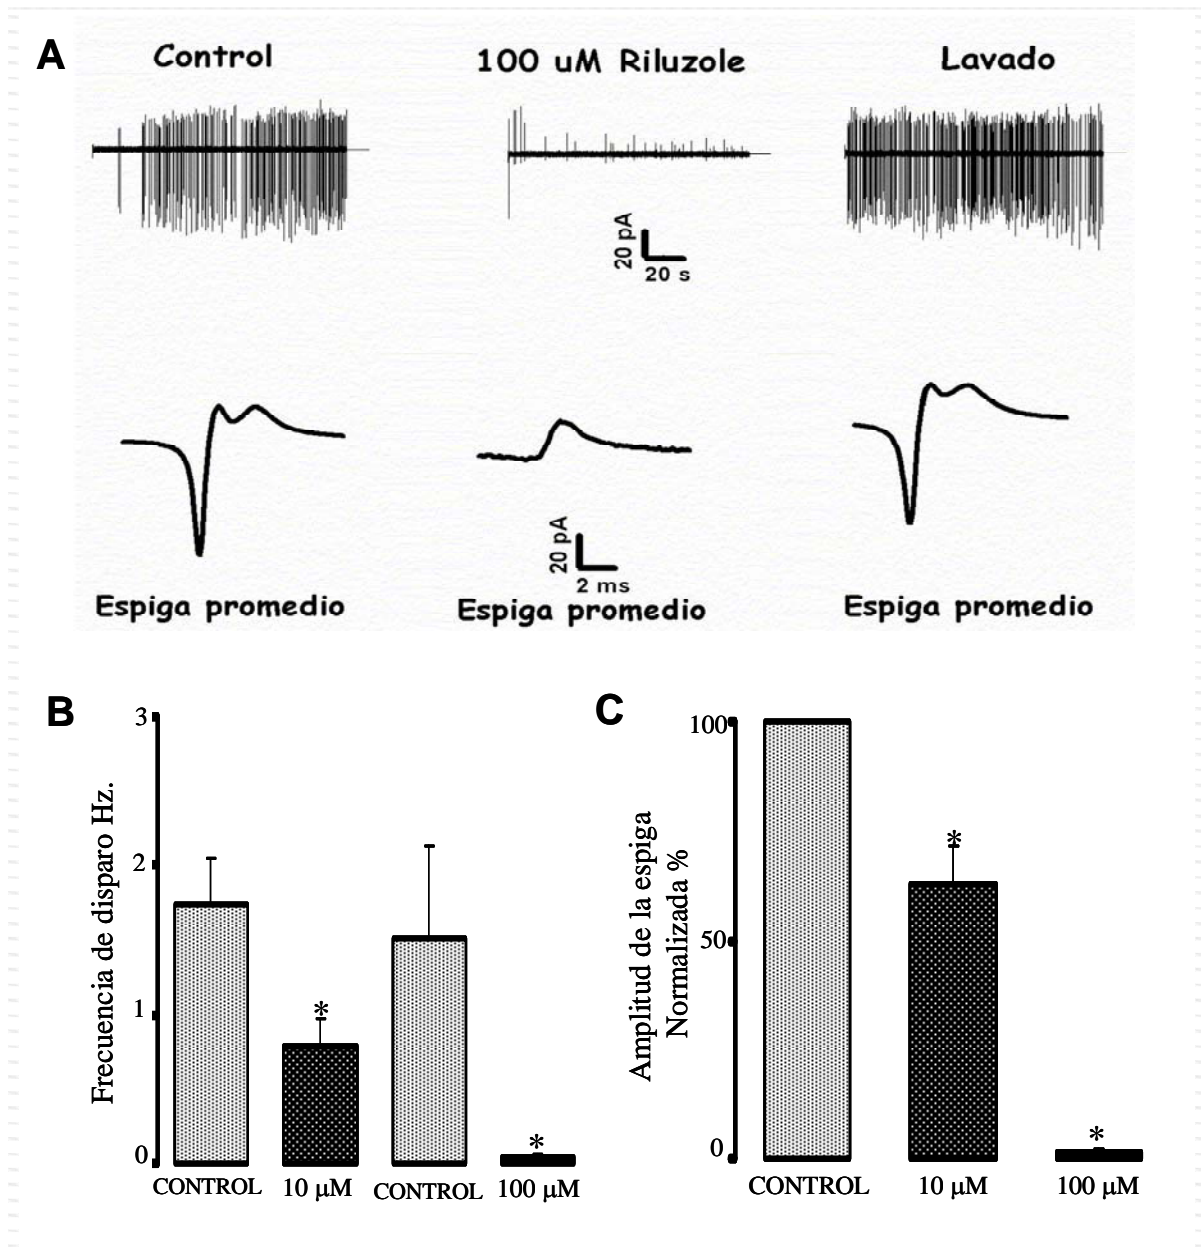 A
Control
100 uM Riluzole
Lavado
20 pA
20 s
20 pA
2 ms
Espiga promedio
Espiga promedio
Espiga promedio
B
Frecuencia de disparo Hz.
3
2
1
0
*
*
CONTROL
10 µM
CONTROL
100 µM
C
Amplitud de la espiga
Normalizada %
100
50
0
*
*
CONTROL
10 µM
100 µM